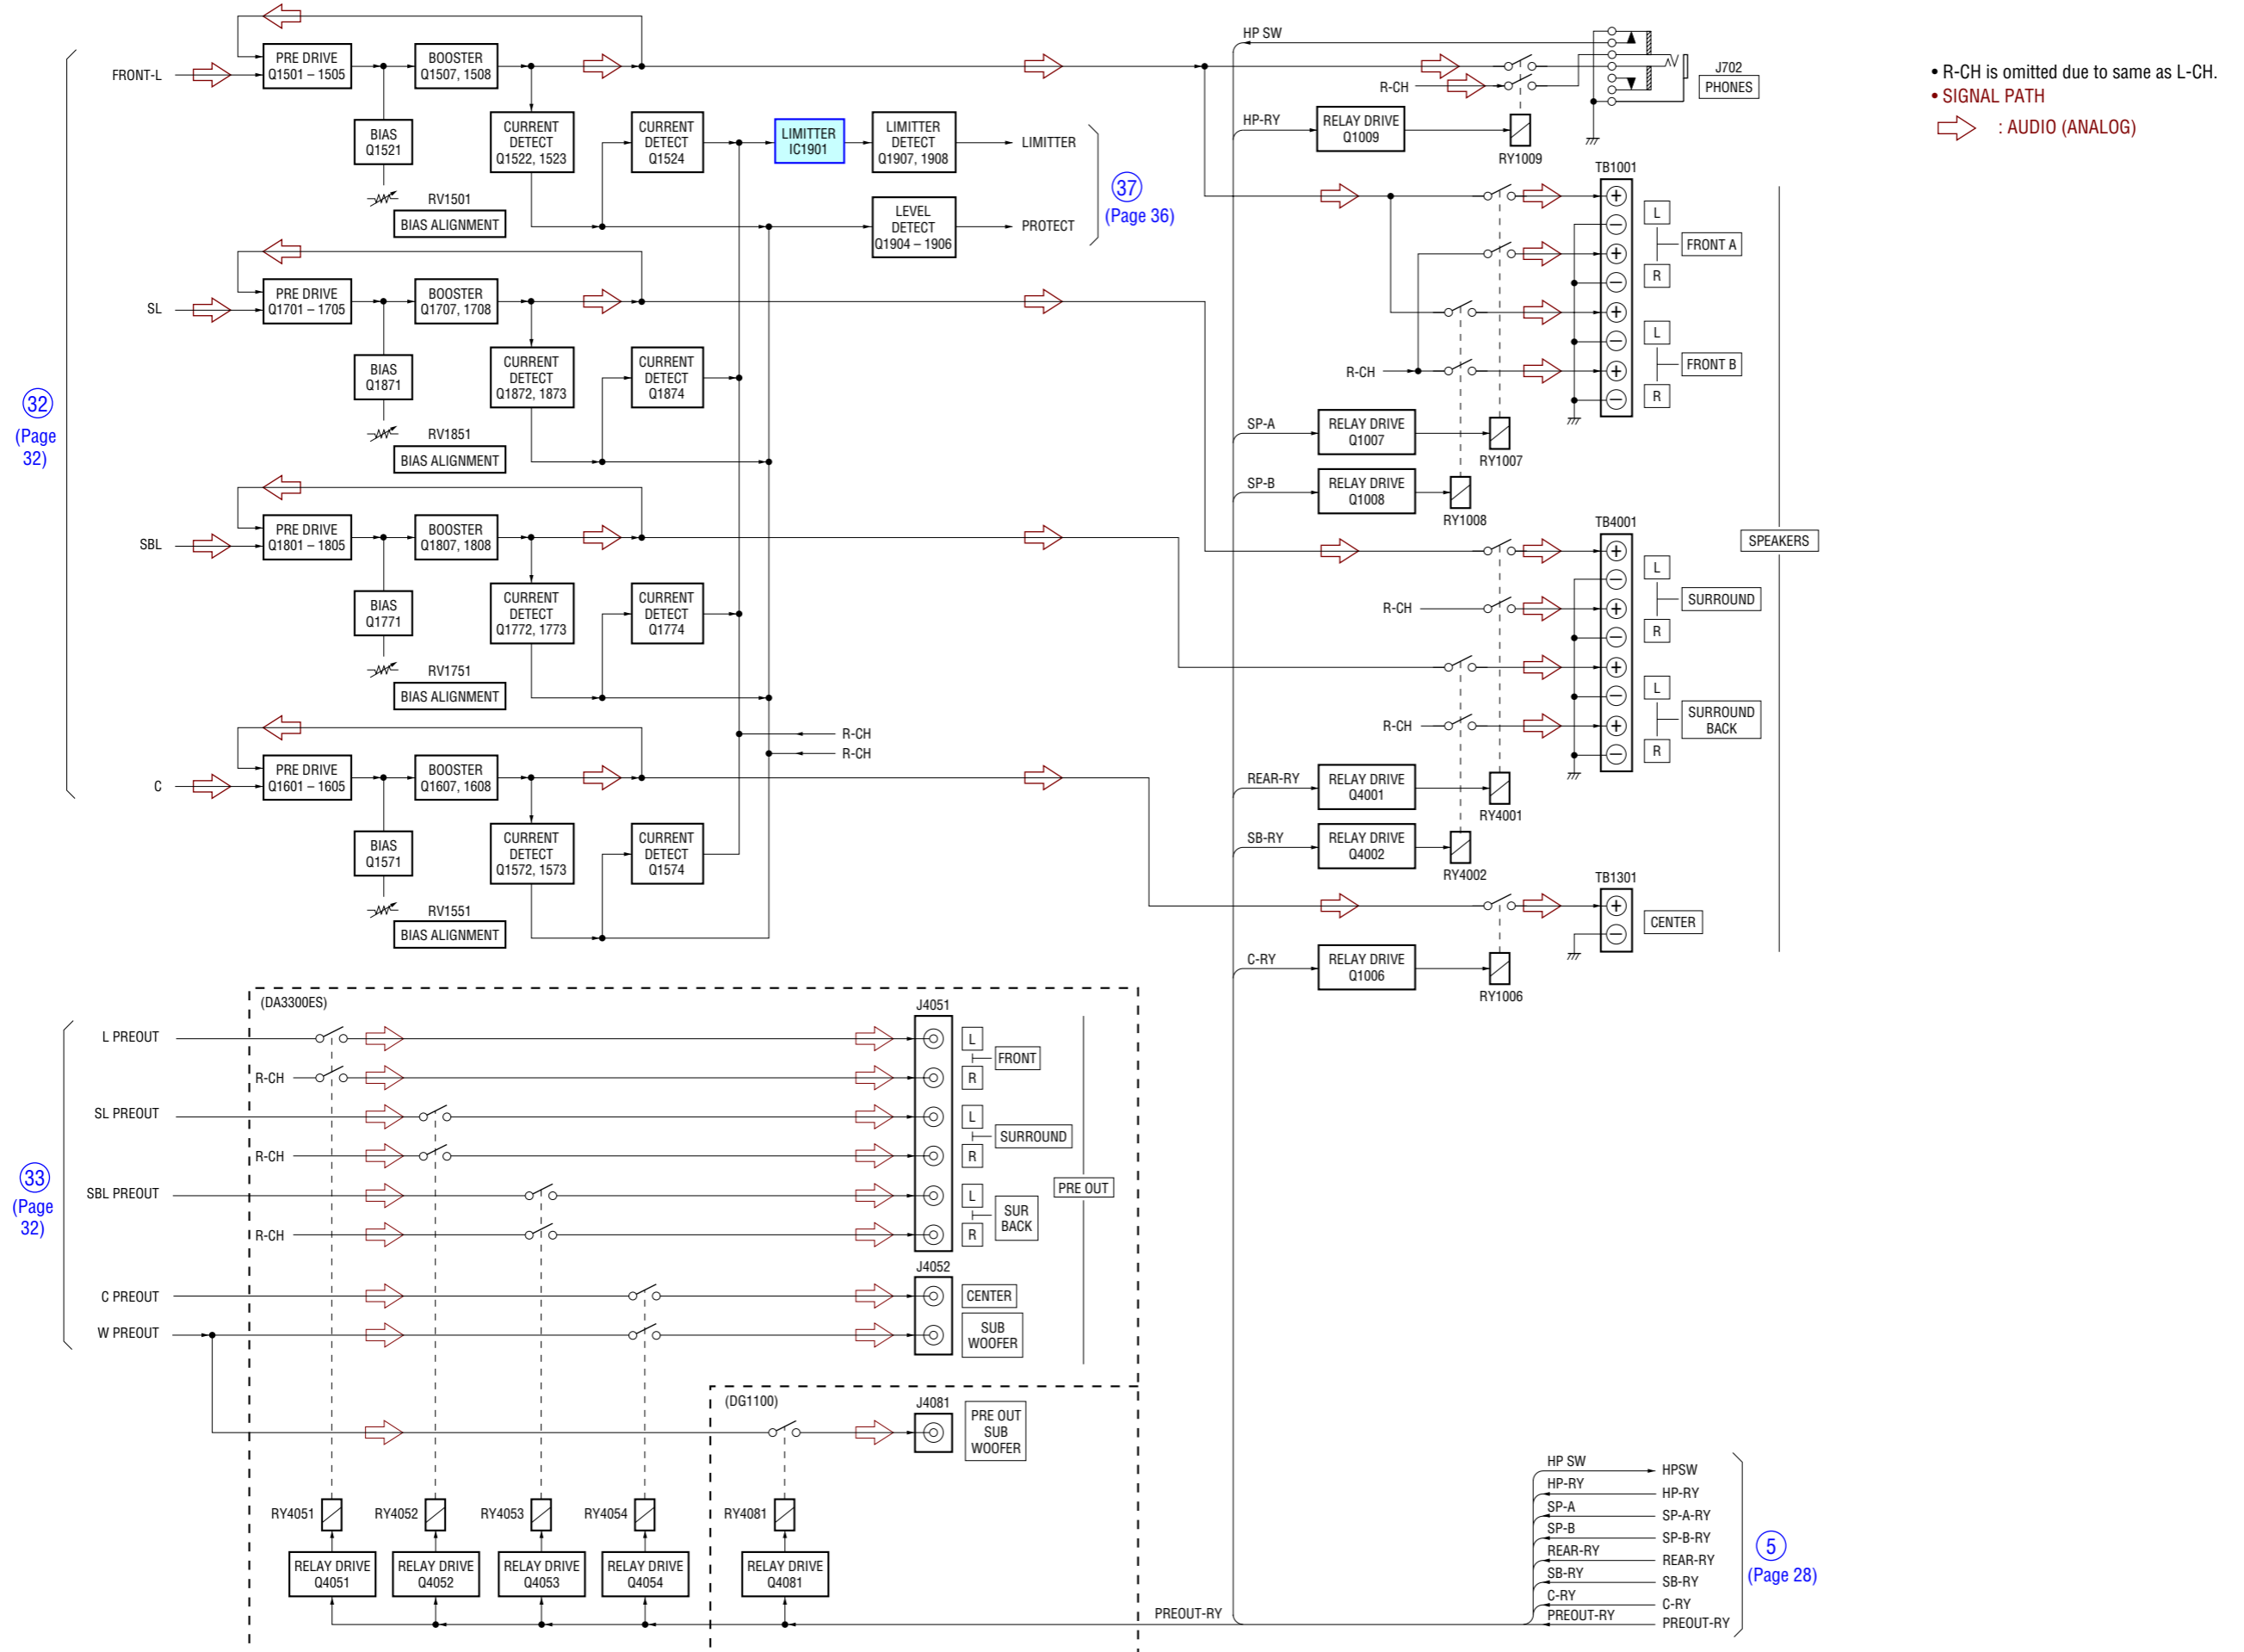 FRONT-L
PRE DRIVE
Q1501 – 1505
BOOSTER
Q1507, 1508
BIAS
Q1521
RV1501
BIAS ALIGNMENT
CURRENT
DETECT
Q1522, 1523
CURRENT
DETECT
Q1524
LIMITTER
IC1901
LIMITTER
DETECT
Q1907, 1908
LIMITTER
LEVEL
DETECT
Q1904 – 1906
PROTECT
37
(Page 36)
SL
PRE DRIVE
Q1701 – 1705
BOOSTER
Q1707, 1708
BIAS
Q1871
RV1851
BIAS ALIGNMENT
CURRENT
DETECT
Q1872, 1873
CURRENT
DETECT
Q1874
32
(Page
32)
SBL
PRE DRIVE
Q1801 – 1805
BOOSTER
Q1807, 1808
BIAS
Q1771
RV1751
BIAS ALIGNMENT
CURRENT
DETECT
Q1772, 1773
CURRENT
DETECT
Q1774
R-CH
R-CH
C
PRE DRIVE
Q1601 – 1605
BOOSTER
Q1607, 1608
BIAS
Q1571
RV1551
BIAS ALIGNMENT
CURRENT
DETECT
Q1572, 1573
CURRENT
DETECT
Q1574
HP SW
R-CH
J702
PHONES
HP-RY
RELAY DRIVE
Q1009
RY1009
TB1001
L
FRONT A
R
L
FRONT B
R
R-CH
SP-A
RELAY DRIVE
Q1007
RY1007
SP-B
RELAY DRIVE
Q1008
RY1008
TB4001
SPEAKERS
L
SURROUND
R
R-CH
L
SURROUND
BACK
R
R-CH
REAR-RY
RELAY DRIVE
Q4001
RY4001
SB-RY
RELAY DRIVE
Q4002
RY4002
TB1301
CENTER
C-RY
RELAY DRIVE
Q1006
RY1006
• R-CH is omitted due to same as L-CH.
• SIGNAL PATH
: AUDIO (ANALOG)
(DA3300ES)
J4051
L PREOUT
L
FRONT
R-CH
R
SL PREOUT
L
SURROUND
R-CH
R
33
(Page
32)
SBL PREOUT
L
SUR
BACK
R-CH
R
PRE OUT
J4052
C PREOUT
CENTER
W PREOUT
SUB
WOOFER
(DG1100)
J4081
PRE OUT
SUB
WOOFER
RY4051
RY4052
RY4053
RY4054
RY4081
RELAY DRIVE
Q4051
RELAY DRIVE
Q4052
RELAY DRIVE
Q4053
RELAY DRIVE
Q4054
RELAY DRIVE
Q4081
PREOUT-RY
HP SW
HPSW
HP-RY
HP-RY
SP-A
SP-A-RY
SP-B
SP-B-RY
REAR-RY
REAR-RY
SB-RY
SB-RY
C-RY
C-RY
PREOUT-RY
PREOUT-RY
5
(Page 28)